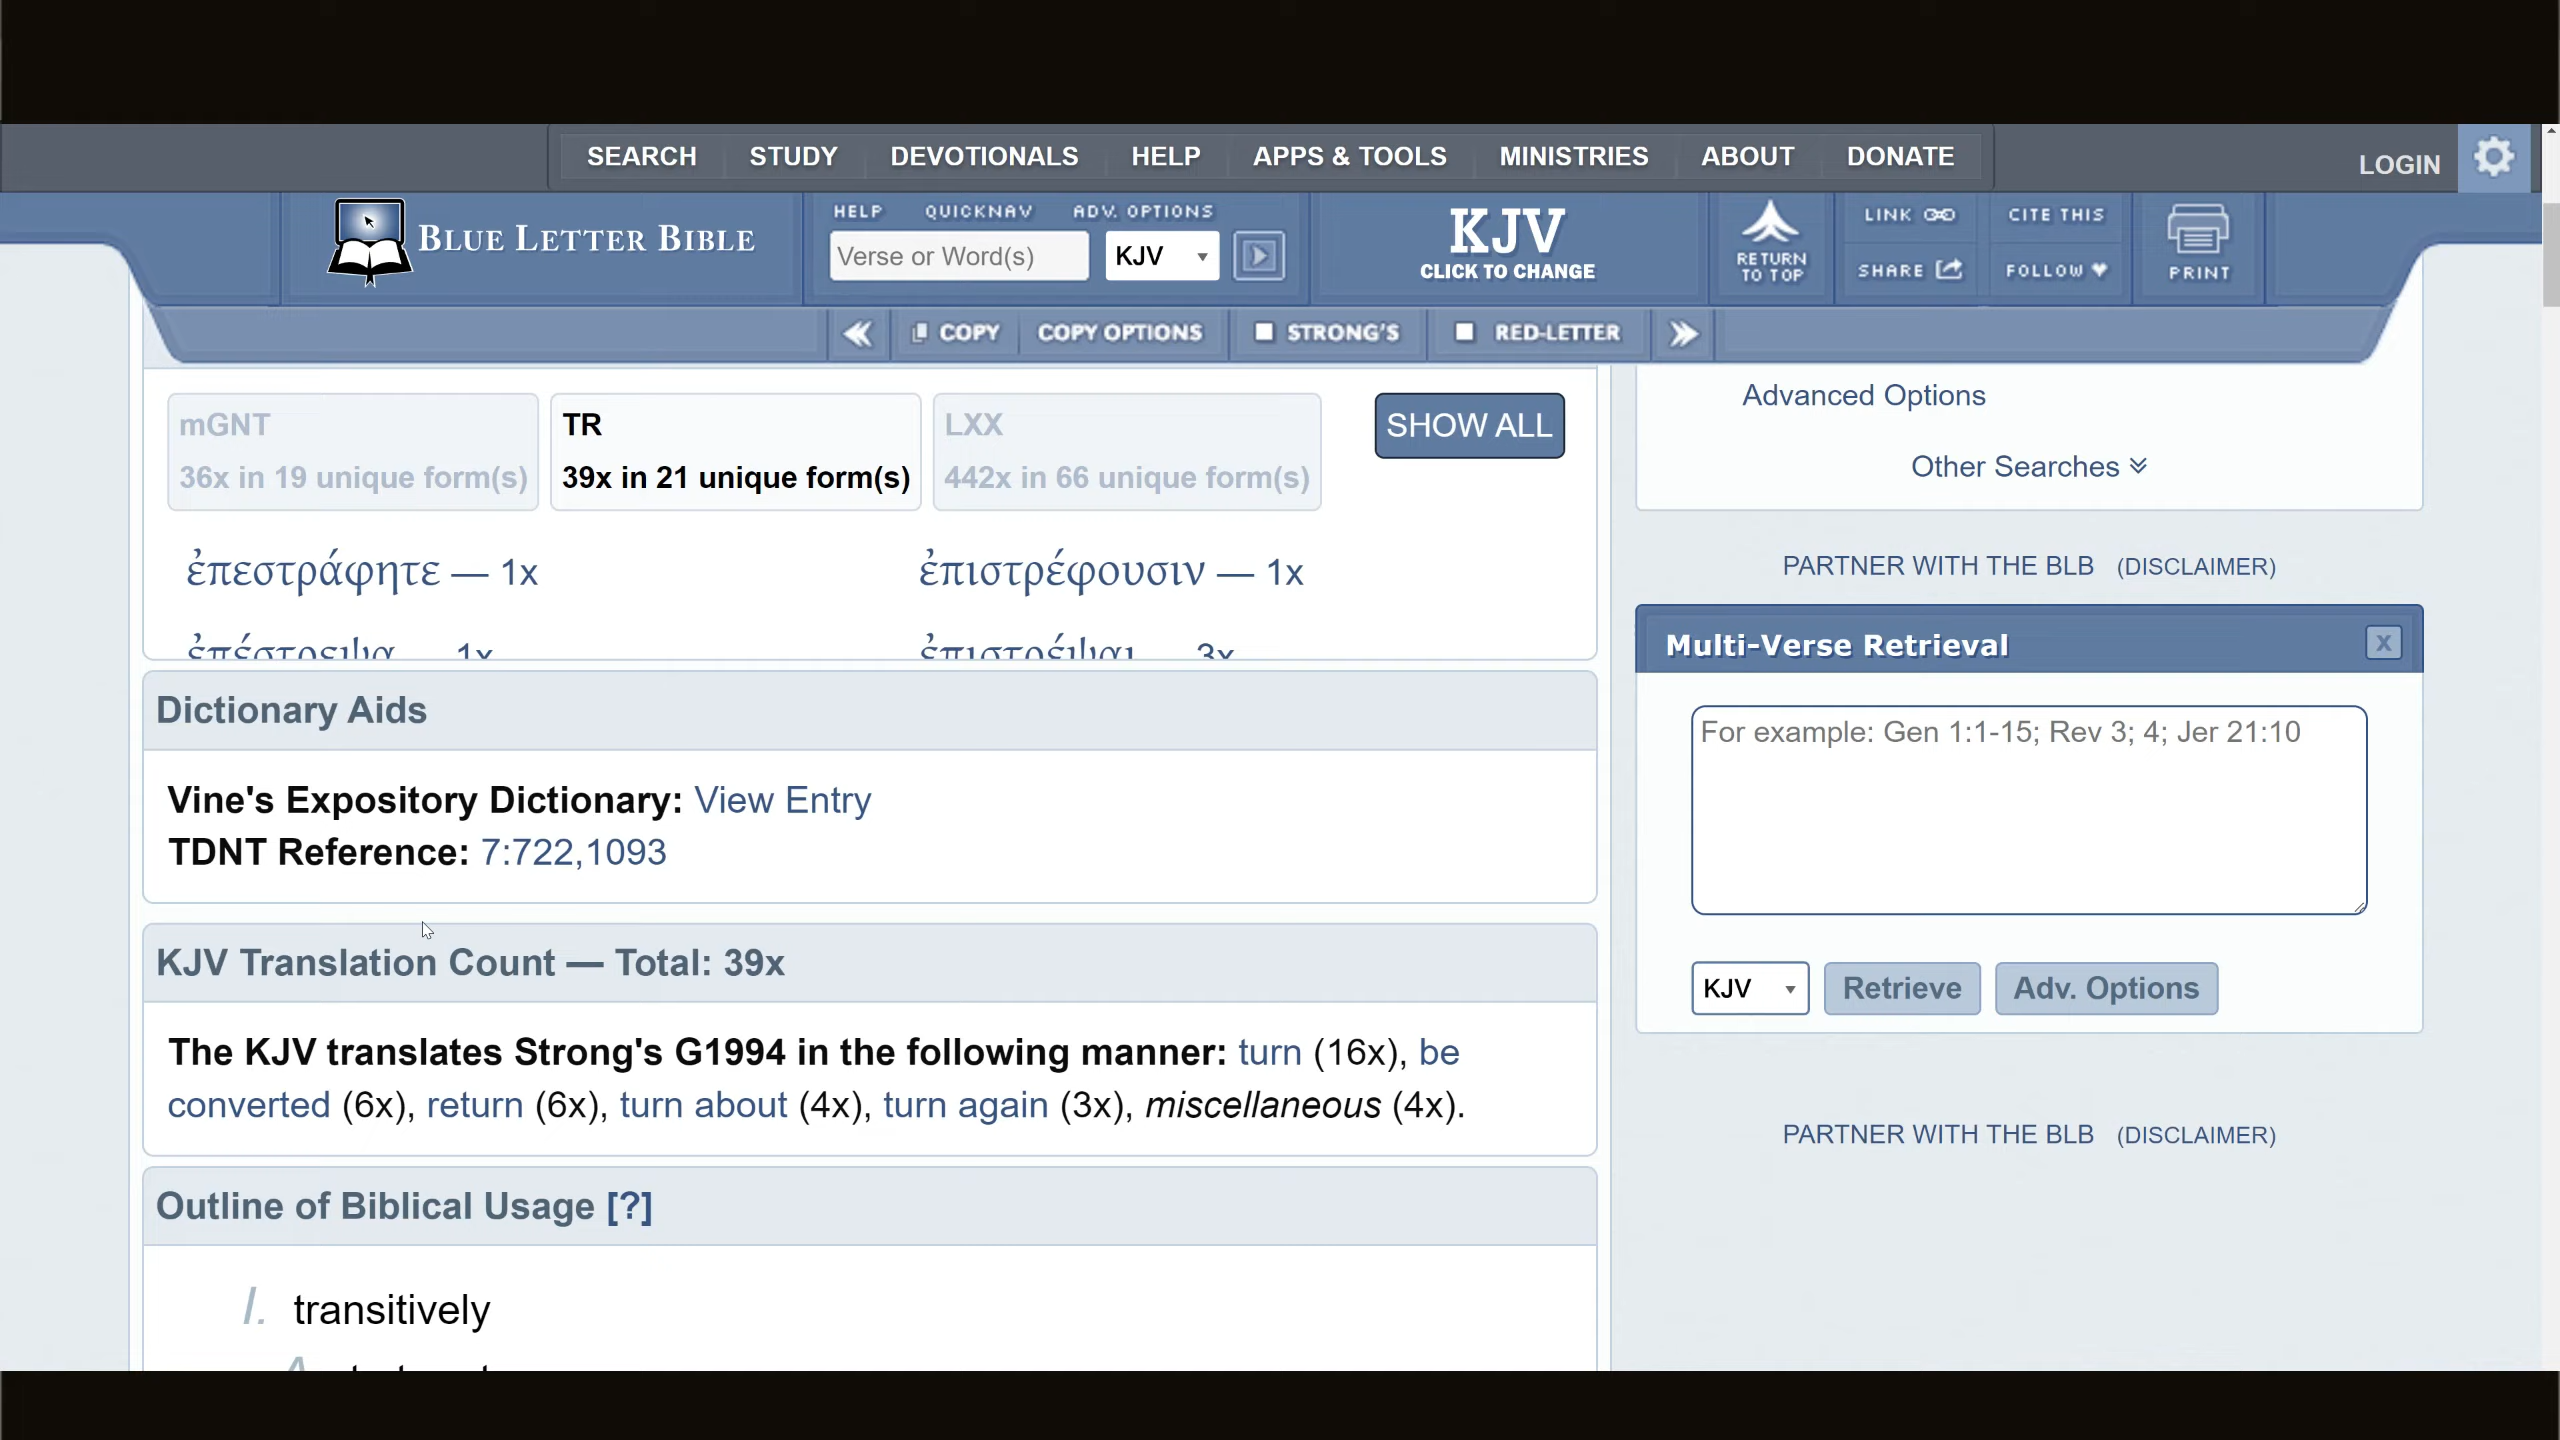 SEARCH STUDY DEVOTIONALS HELP APPS & TOOLS MINISTRIES ABOUT DONATE LOGIN
BLUE LETTER BIBLE
HELP QUICKNAV ADV. OPTIONS
Verse or Word(s) KJV
KJV
CLICK TO CHANGE
RETURN
TO TOP
LINK
SHARE
CITE THIS
FOLLOW
PRINT
COPY COPY OPTIONS STRONG'S RED-LETTER
mGNT
36x in 19 unique form(s)
TR
39x in 21 unique form(s)
LXX
442x in 66 unique form(s)
SHOW ALL
ἐπεστράφητε — 1x
ἐπιστρέφουσιν — 1x
ἐπέστρεψα — 1x
ἐπιστρέψαι — 3x
Dictionary Aids
Vine's Expository Dictionary: View Entry
TDNT Reference: 7:722,1093
KJV Translation Count — Total: 39x
The KJV translates Strong's G1994 in the following manner: turn (16x), be
converted (6x), return (6x), turn about (4x), turn again (3x), miscellaneous (4x).
Outline of Biblical Usage [?]
I. transitively
Advanced Options
Other Searches
PARTNER WITH THE BLB (DISCLAIMER)
Multi-Verse Retrieval X
For example: Gen 1:1-15; Rev 3; 4; Jer 21:10
KJV Retrieve Adv. Options
PARTNER WITH THE BLB (DISCLAIMER)